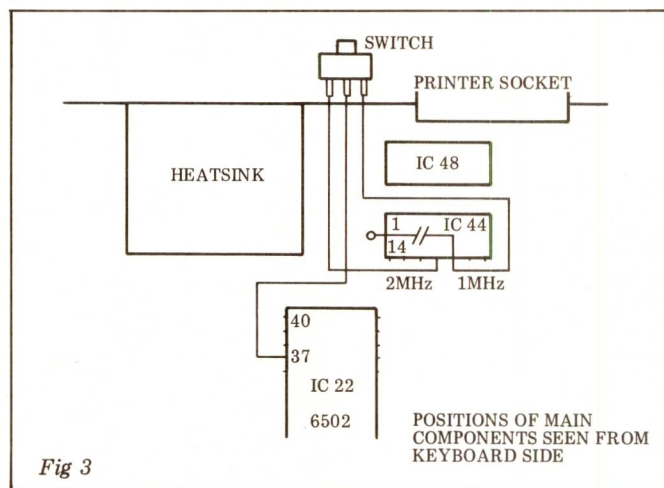 SWITCH
PRINTER SOCKET
HEATSINK
IC 48
1
IC 44
14
2MHz
1MHz
40
37
IC 22
6502
POSITIONS OF MAIN
COMPONENTS SEEN FROM
KEYBOARD SIDE
Fig 3